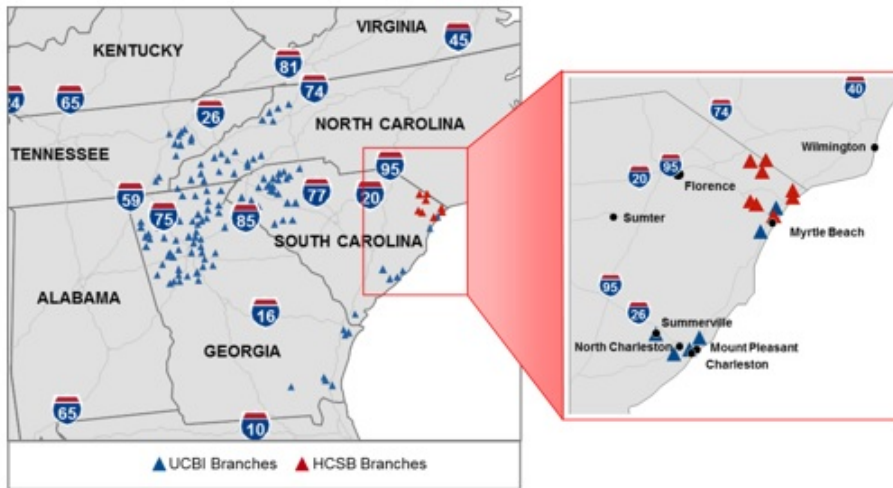 KENTUCKY
VIRGINIA
45
81
24
65
74
26
NORTH CAROLINA
TENNESSEE
95
59
77
20
75
85
SOUTH CAROLINA
ALABAMA
16
GEORGIA
65
10
UCBI Branches
HCSB Branches
40
74
Wilmington
95
20
Florence
Sumter
Myrtle Beach
95
26
Summerville
North Charleston
Mount Pleasant
Charleston